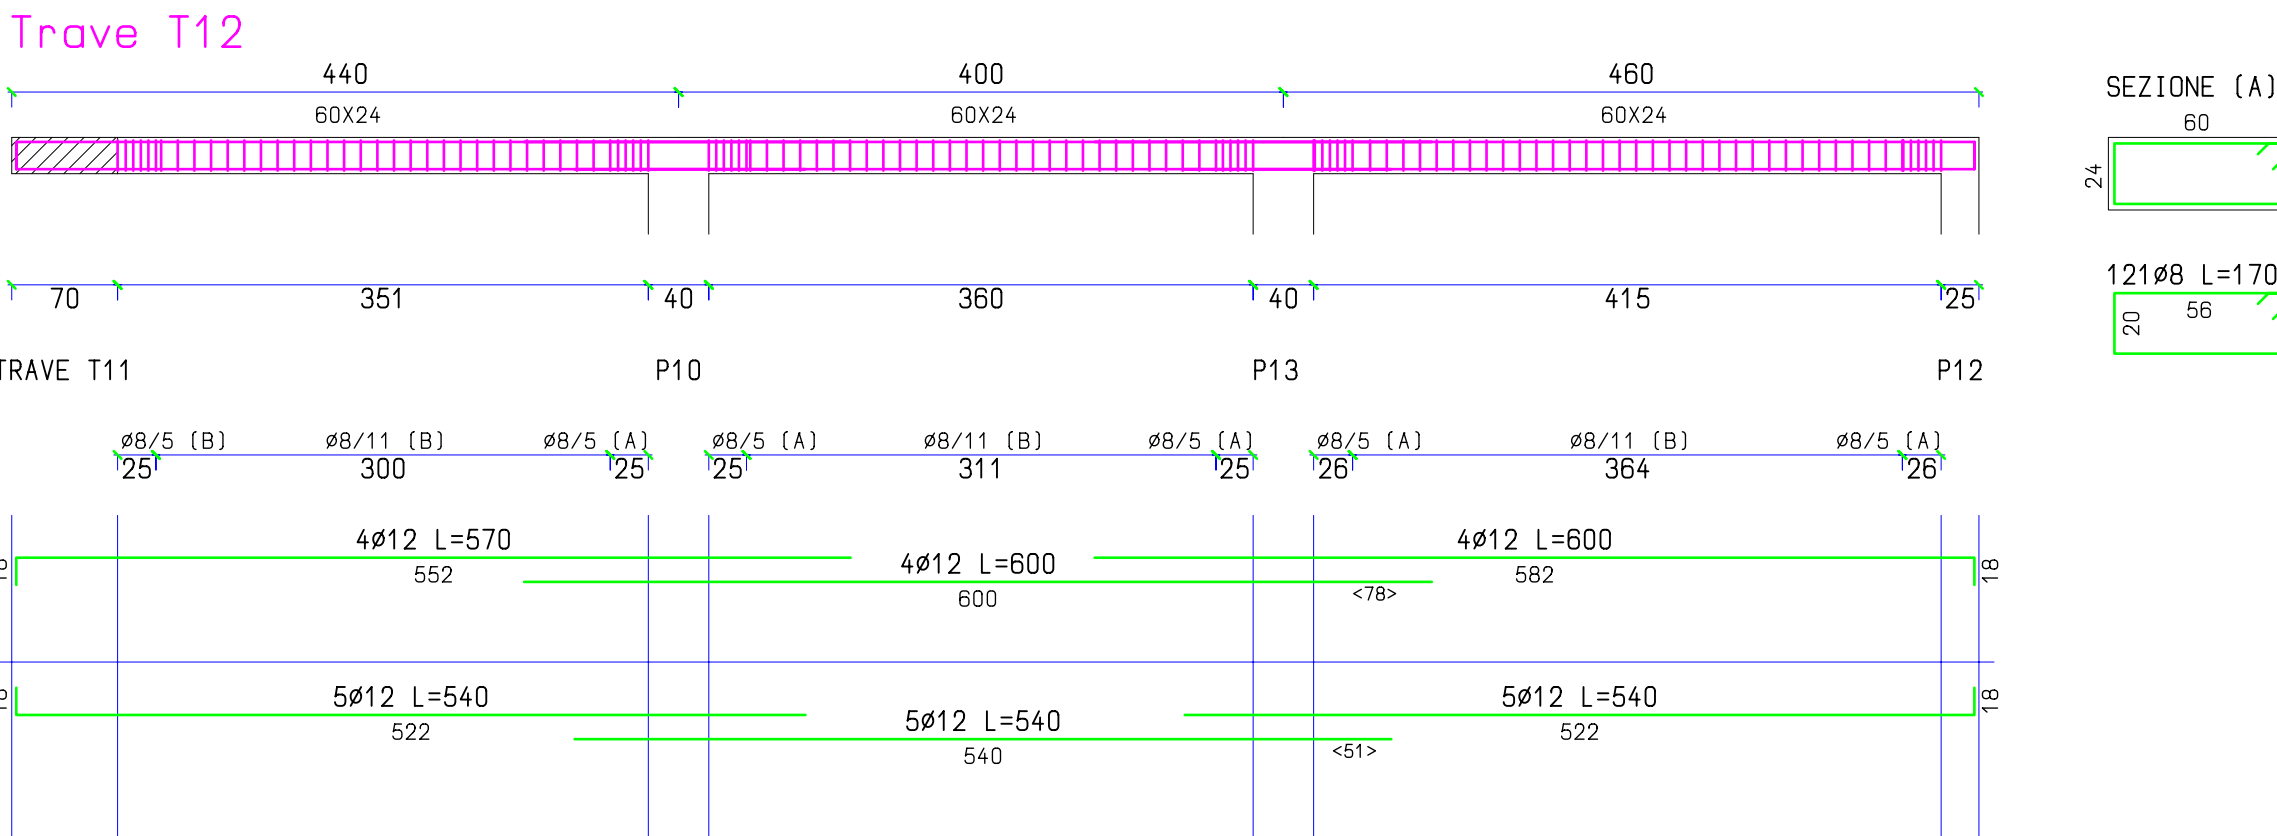 Trave T12
440 400 460
SEZIONE (A)
60X24 60X24 60X24
60
24
70 351 40 360 40 415 25
121ø8 L=170
56
20
TRAVE T11 P10 P13 P12
ø8/5 (B) ø8/11 (B) ø8/5 (A) ø8/5 (A) ø8/11 (B) ø8/5 (A) ø8/5 (A) ø8/11 (B) ø8/5 (A)
25 300 25 25 311 25 26 364 26
4ø12 L=570 4ø12 L=600
552 4ø12 L=600 582
18
600 <78>
5ø12 L=540 5ø12 L=540
18
522 5ø12 L=540 522
540 <51>